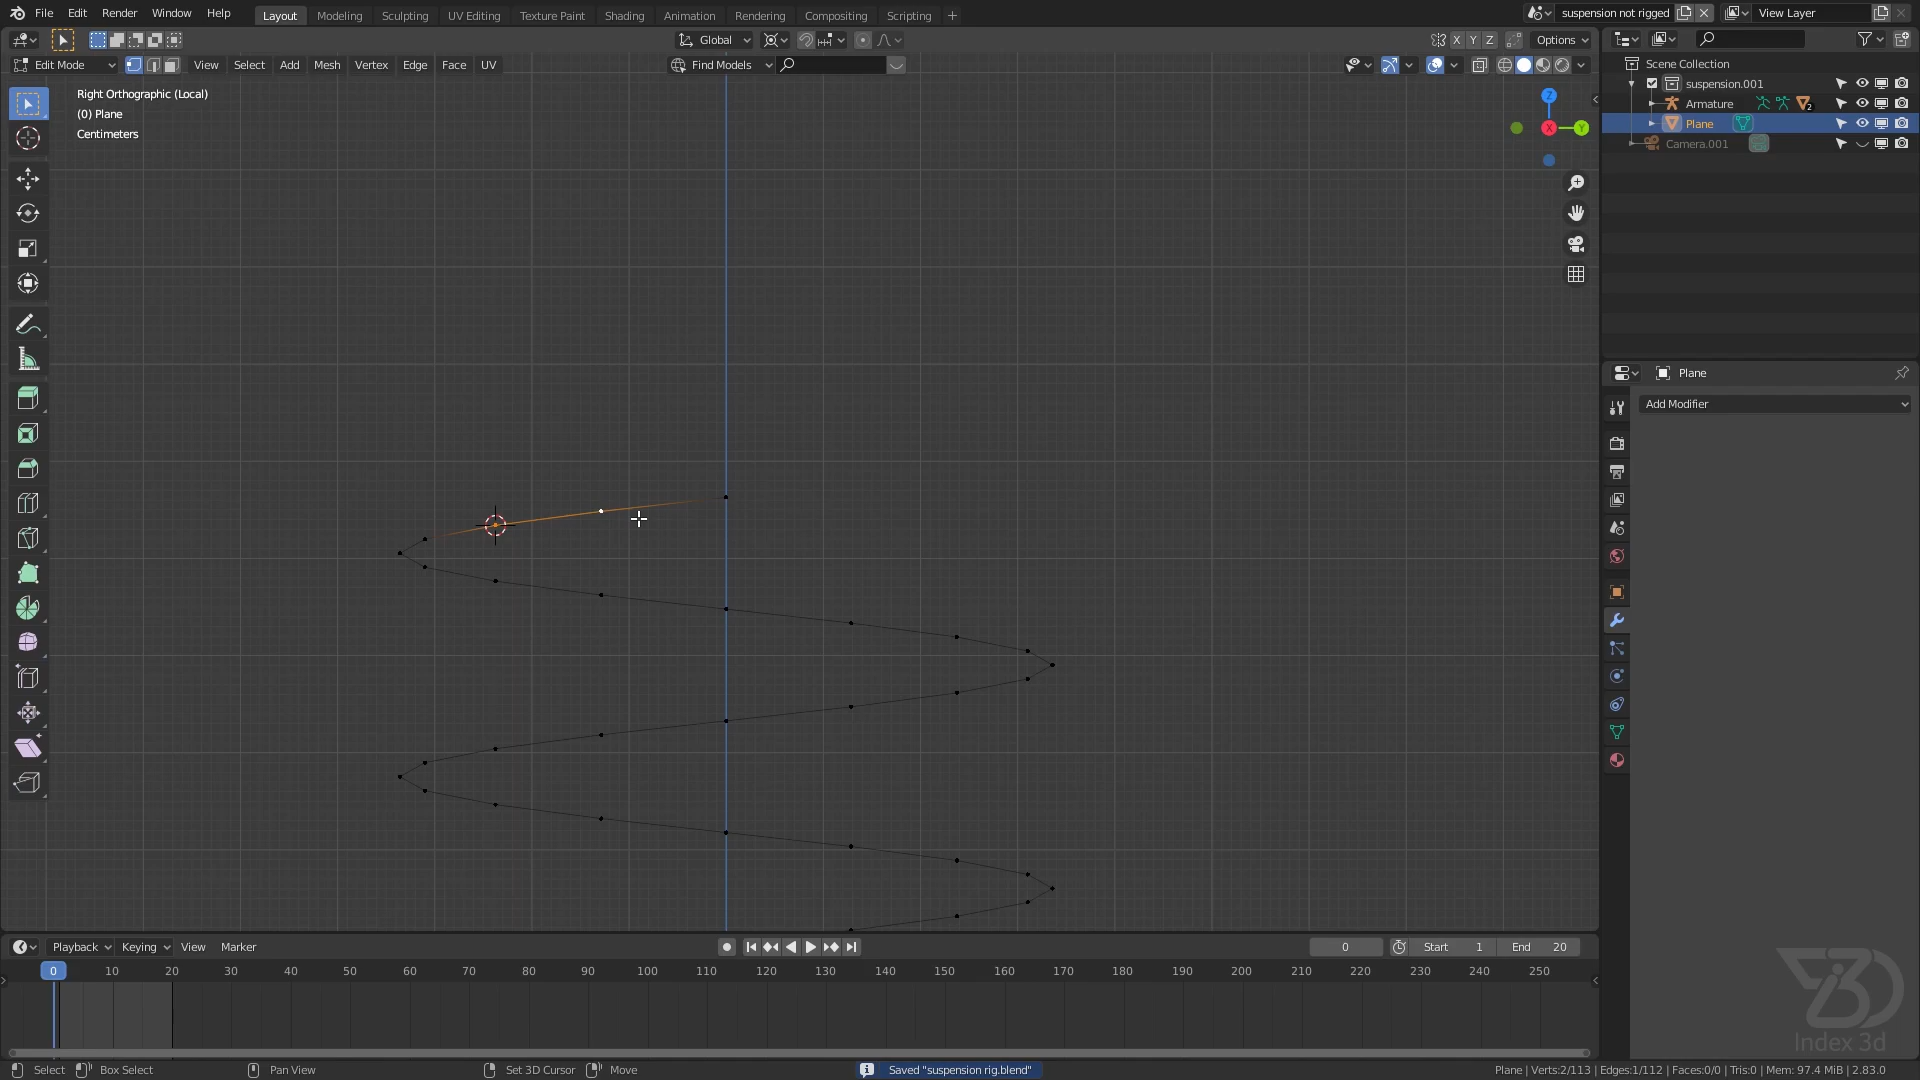 File Edit Render Window Help Layout Modeling Sculpting UV Editing Texture Paint Shading Animation Rendering Compositing Scripting + suspension not rigged View Layer
Global X Y Z Options
Edit Mode View Select Add Mesh Vertex Edge Face UV Find Models
Right Orthographic (Local)
(0) Plane
Centimeters
Z
X
Y
Scene Collection
suspension.001
Armature 2
Plane
Camera.001
Plane
Add Modifier
Playback Keying View Marker 0 Start 1 End 20
0 10 20 30 40 50 60 70 80 90 100 110 120 130 140 150 160 170 180 190 200 210 220 230 240 250
Index 3d
Select Box Select Pan View Set 3D Cursor Move Saved "suspension rig.blend" Plane | Verts:2/113 | Edges:1/112 | Faces:0/0 | Tris:0 | Mem: 97.4 MiB | 2.83.0